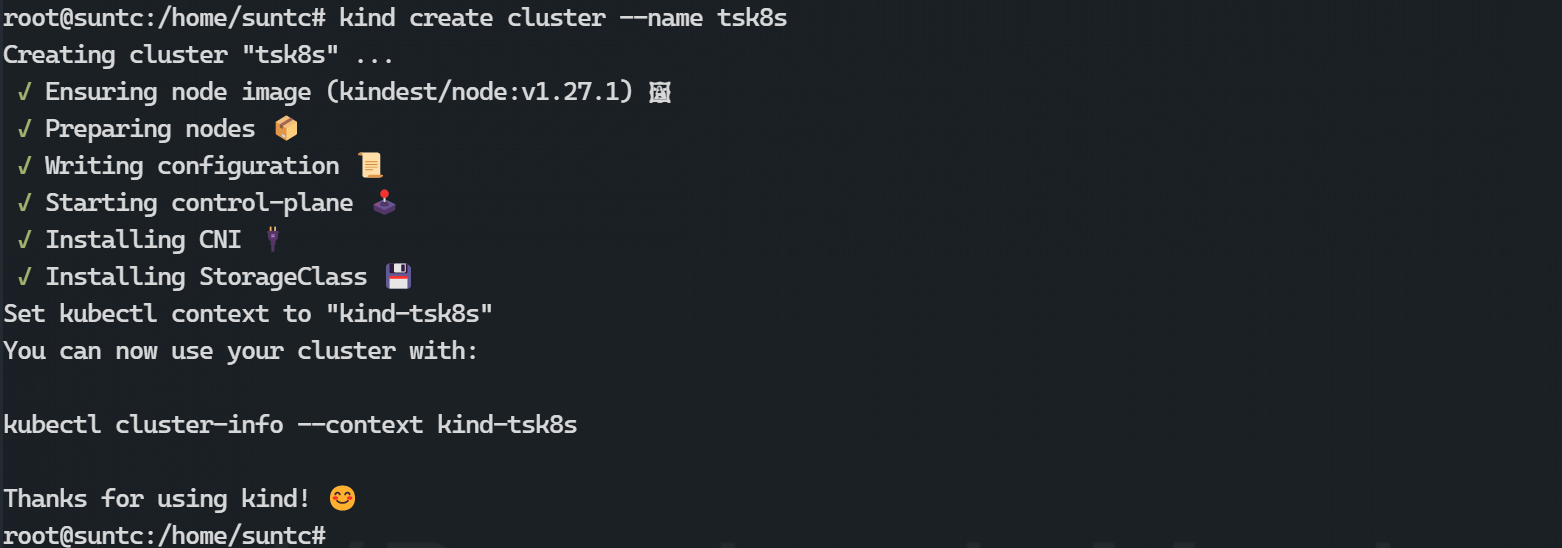 root@suntc:/home/suntc# kind create cluster --name tsk8s
Creating cluster "tsk8s" ...
✓ Ensuring node image (kindest/node:v1.27.1) 🖼
✓ Preparing nodes 📦
✓ Writing configuration 📜
✓ Starting control-plane 🕹️
✓ Installing CNI 🔌
✓ Installing StorageClass 💾
Set kubectl context to "kind-tsk8s"
You can now use your cluster with:

kubectl cluster-info --context kind-tsk8s

Thanks for using kind! 😊
root@suntc:/home/suntc#